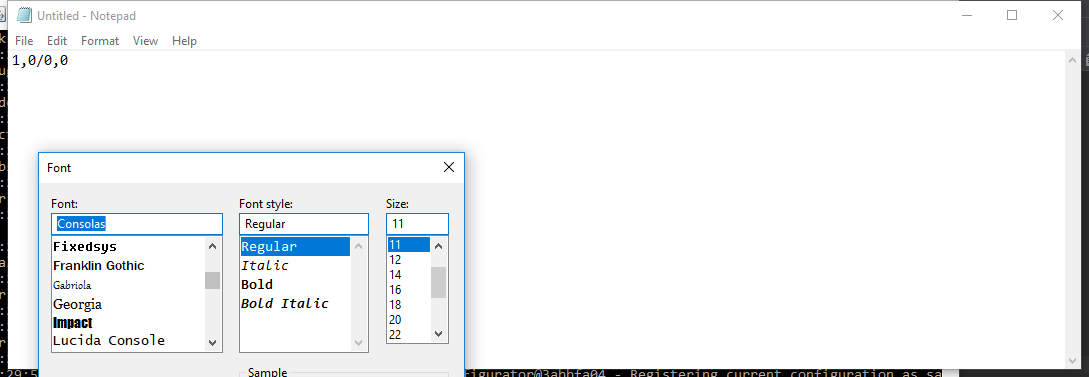 Untitled - Notepad
File Edit Format View Help
1,0/0,0
Font
Font: Font style: Size:
Consolas Regular 11
Fixedsys Regular 11
Franklin Gothic Italic 12
Gabriola Bold 14
Georgia Bold Italic 16
Impact 18
Lucida Console 20
22
Sample
:29:5
figurator@3abbfa04 - Registering current configuration as sa